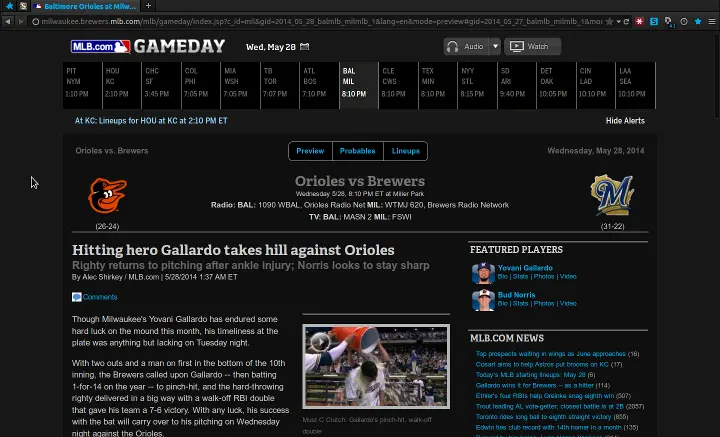 Baltimore Orioles at Milw...
milwaukee.brewers.mlb.com/mlb/gameday/index.jsp?c_id=mil&gid=2014_05_28_balmlb_milmlb_1&lang=en&mode=preview#gid=2014_05_27_balmlb_milmlb_1&mo
MLB.com GAMEDAY Wed, May 28 Audio Watch
PIT HOU CHC COL MIA TB ATL BAL CLE TEX NYY SD DET CIN LAA
NYM KC SF PHI WSH TOR BOS MIL CWS MIN STL ARI OAK LAD SEA
1:10 PM 2:10 PM 3:45 PM 7:05 PM 7:05 PM 7:07 PM 7:10 PM 8:10 PM 8:10 PM 8:10 PM 8:15 PM 9:40 PM 10:05 PM 10:10 PM 10:10 PM
At KC: Lineups for HOU at KC at 2:10 PM ET Hide Alerts
Orioles vs. Brewers Preview Probables Lineups Wednesday, May 28, 2014
Orioles vs Brewers
Wednesday 5/28, 8:10 PM ET at Miller Park
Radio: BAL: 1090 WBAL, Orioles Radio Net MIL: WTMJ 620, Brewers Radio Network
TV: BAL: MASN 2 MIL: FSWI
(26-24) (31-22)
Hitting hero Gallardo takes hill against Orioles
Righty returns to pitching after ankle injury; Norris looks to stay sharp
By Alec Shirkey / MLB.com | 5/28/2014 1:37 AM ET
Comments
Though Milwaukee's Yovani Gallardo has endured some
hard luck on the mound this month, his timeliness at the
plate was anything but lacking on Tuesday night.
With two outs and a man on first in the bottom of the 10th
inning, the Brewers called upon Gallardo -- then batting
1-for-14 on the year -- to pinch-hit, and the hard-throwing
righty delivered in a big way with a walk-off RBI double
that gave his team a 7-6 victory. With any luck, his success
with the bat will carry over to his pitching on Wednesday
night against the Orioles.
Must C Clutch: Gallardo's pinch-hit, walk-off
double
FEATURED PLAYERS
Yovani Gallardo
Bio | Stats | Photos | Video
Bud Norris
Bio | Stats | Photos | Video
MLB.COM NEWS
Top prospects waiting in wings as June approaches (16)
Cosart aims to help Astros put brooms on KC (17)
Today's MLB starting lineups: May 28 (6)
Gallardo wins it for Brewers -- as a hitter (114)
Ethier's four RBIs help Greinke snag eighth win (507)
Trout leading AL vote-getter; closest battle is at 2B (2057)
Toronto rides long ball to eighth straight victory (655)
Edwin ties club record with 14th homer in a month (135)